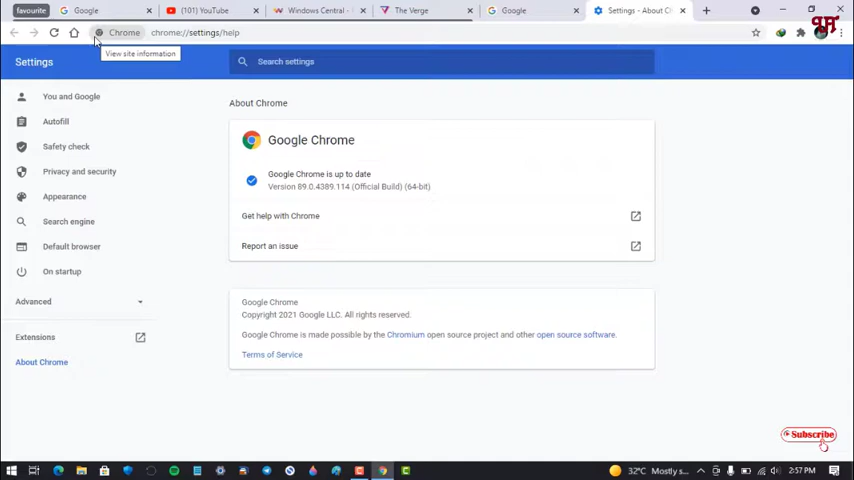 favourite
Google
(101) YouTube
Windows Central -
The Verge
Google
Settings - About C
Chrome
chrome://settings/help
View site information
Settings
Search settings
You and Google
Autofill
Safety check
Privacy and security
Appearance
Search engine
Default browser
On startup
Advanced
Extensions
About Chrome
About Chrome
Google Chrome
Google Chrome is up to date
Version 89.0.4389.114 (Official Build) (64-bit)
Get help with Chrome
Report an issue
Google Chrome
Copyright 2021 Google LLC. All rights reserved.
Google Chrome is made possible by the Chromium open source project and other open source software.
Terms of Service
Subscribe
32°C Mostly s...
2:57 PM